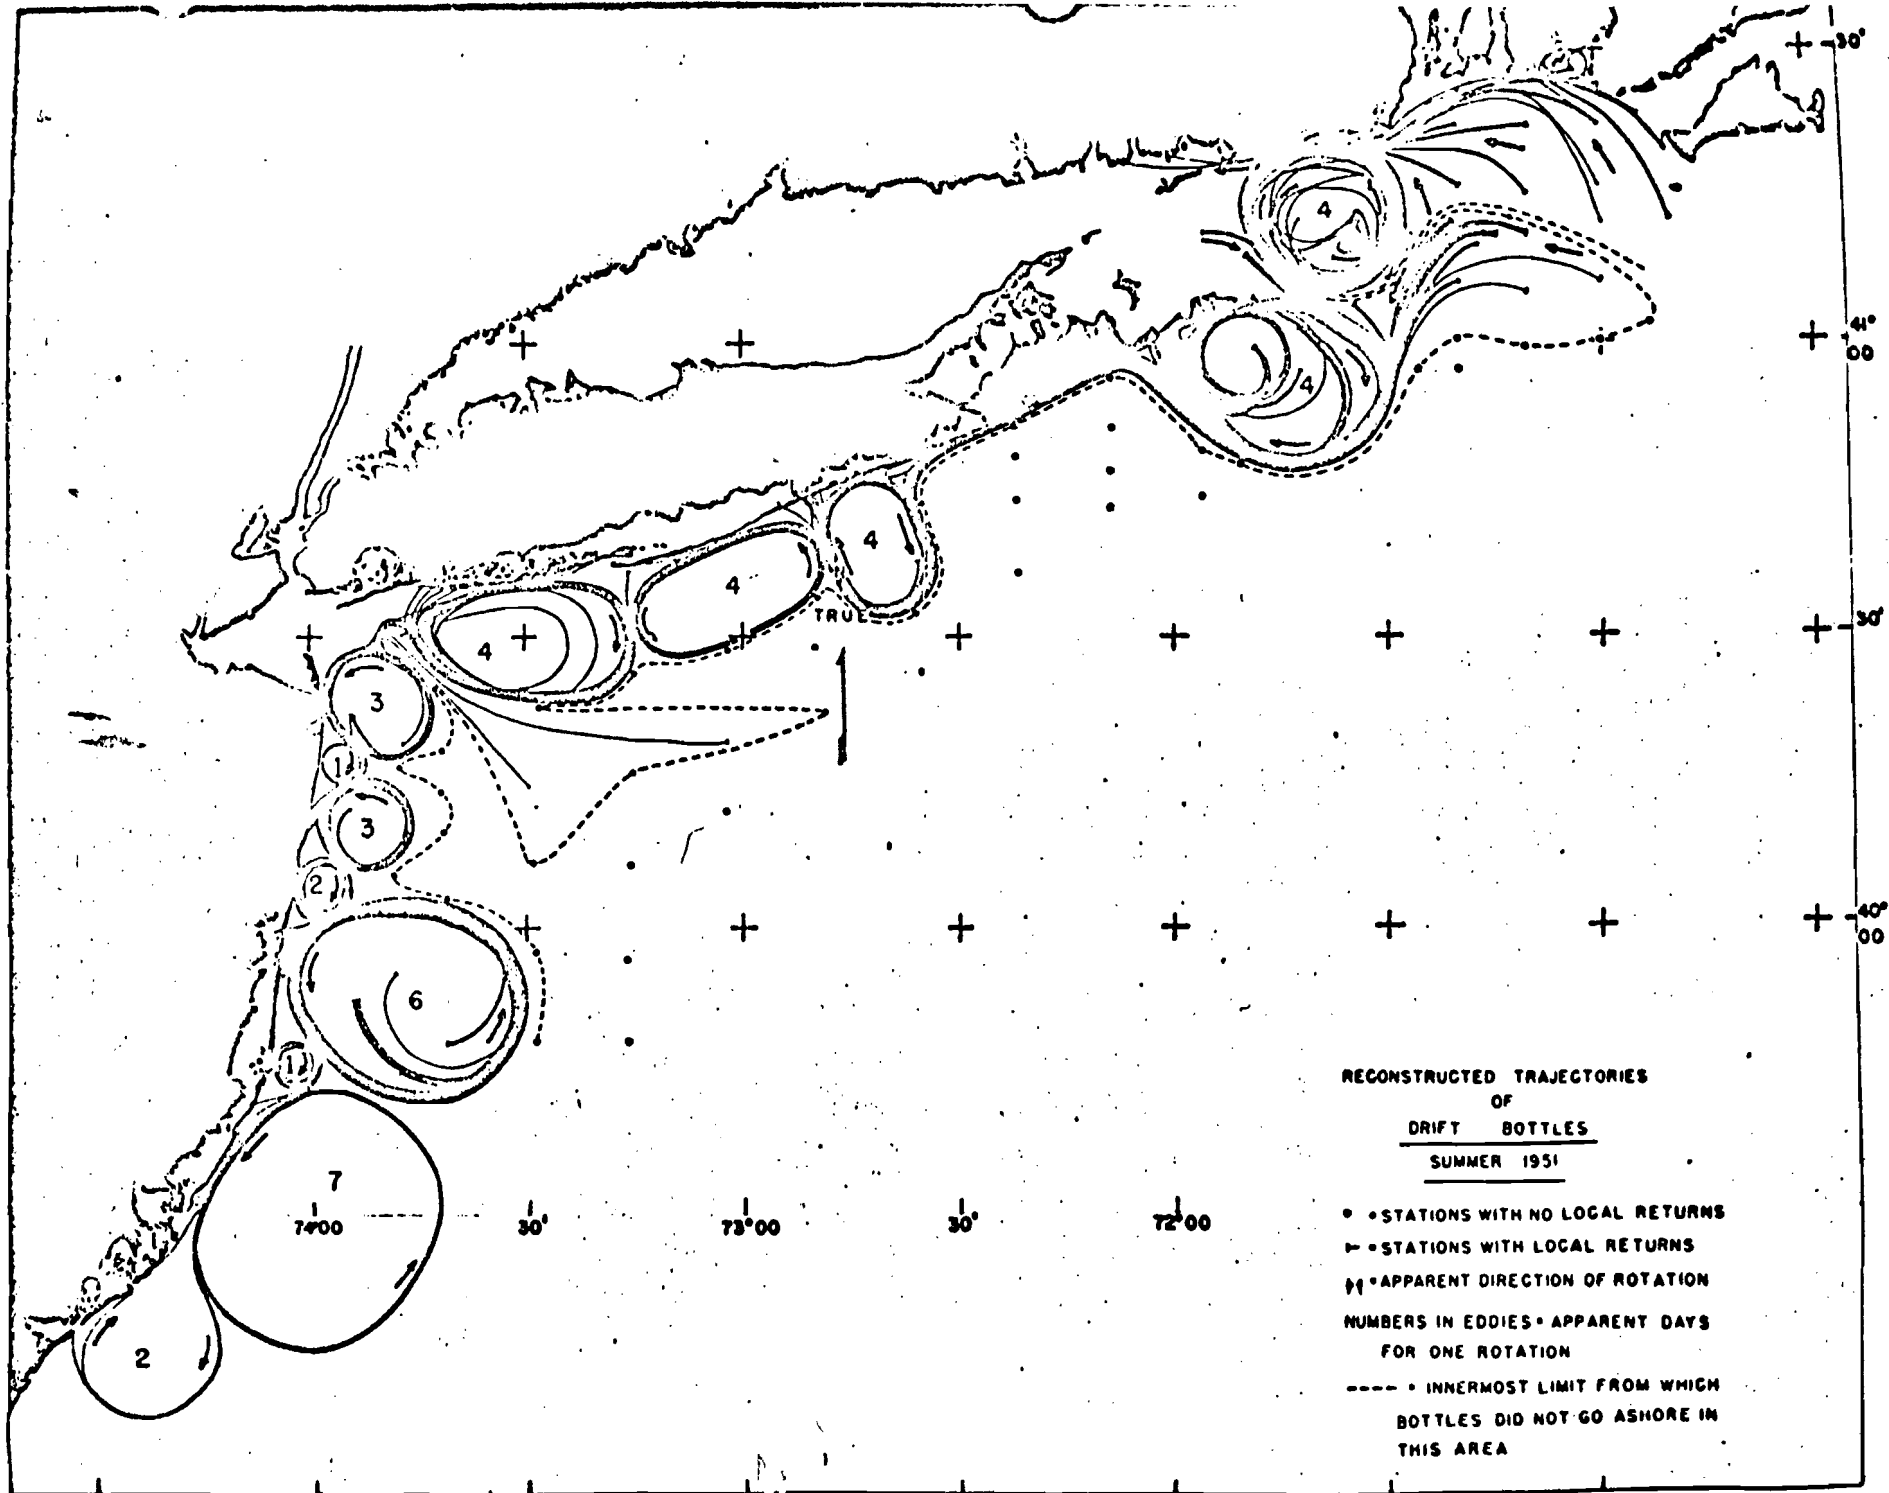 30'
4
41°
00
4
4
4
TRUE
30'
4
3
1
3
2
40°
00
6
1
7
74°00
30'
73°00
30'
72°00
2
RECONSTRUCTED TRAJECTORIES
OF
DRIFT BOTTLES
SUMMER 1951
• • STATIONS WITH NO LOCAL RETURNS
• STATIONS WITH LOCAL RETURNS
• APPARENT DIRECTION OF ROTATION
NUMBERS IN EDDIES • APPARENT DAYS
FOR ONE ROTATION
---- • INNERMOST LIMIT FROM WHICH
BOTTLES DID NOT GO ASHORE IN
THIS AREA